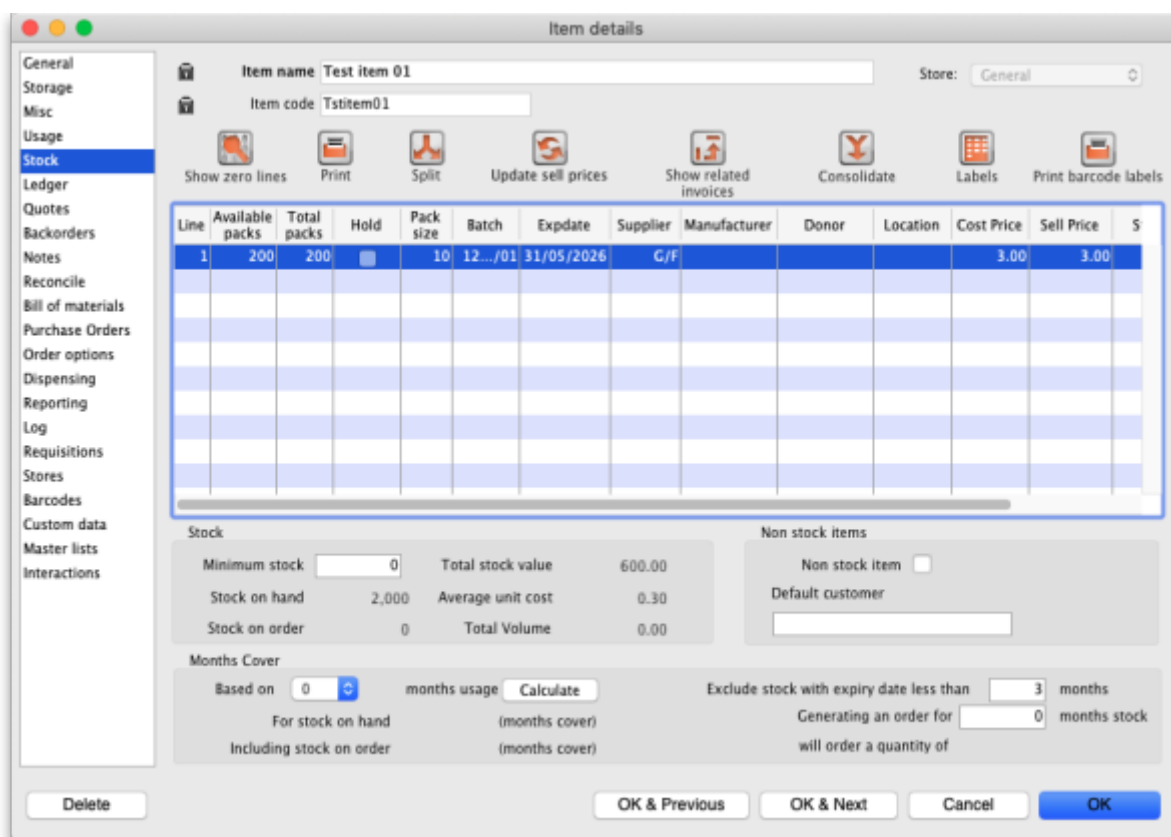 Item details
General
Storage
Misc
Usage
Stock
Ledger
Quotes
Backorders
Notes
Reconcile
Bill of materials
Purchase Orders
Order options
Dispensing
Reporting
Log
Requisitions
Stores
Barcodes
Custom data
Master lists
Interactions
Item name Test item 01
Store: General
Item code Tstitem01
Show zero lines Print Split Update sell prices Show related invoices Consolidate Labels Print barcode labels
Line Available packs Total packs Hold Pack size Batch Expdate Supplier Manufacturer Donor Location Cost Price Sell Price S
1 200 200 10 12.../01 31/05/2026 G/F 3.00 3.00
Stock
Minimum stock 0 Total stock value 600.00
Stock on hand 2,000 Average unit cost 0.30
Stock on order 0 Total Volume 0.00
Non stock items
Non stock item
Default customer
Months Cover
Based on 0 months usage Calculate
For stock on hand (months cover)
Including stock on order (months cover)
Exclude stock with expiry date less than 3 months
Generating an order for 0 months stock
will order a quantity of
Delete OK & Previous OK & Next Cancel OK